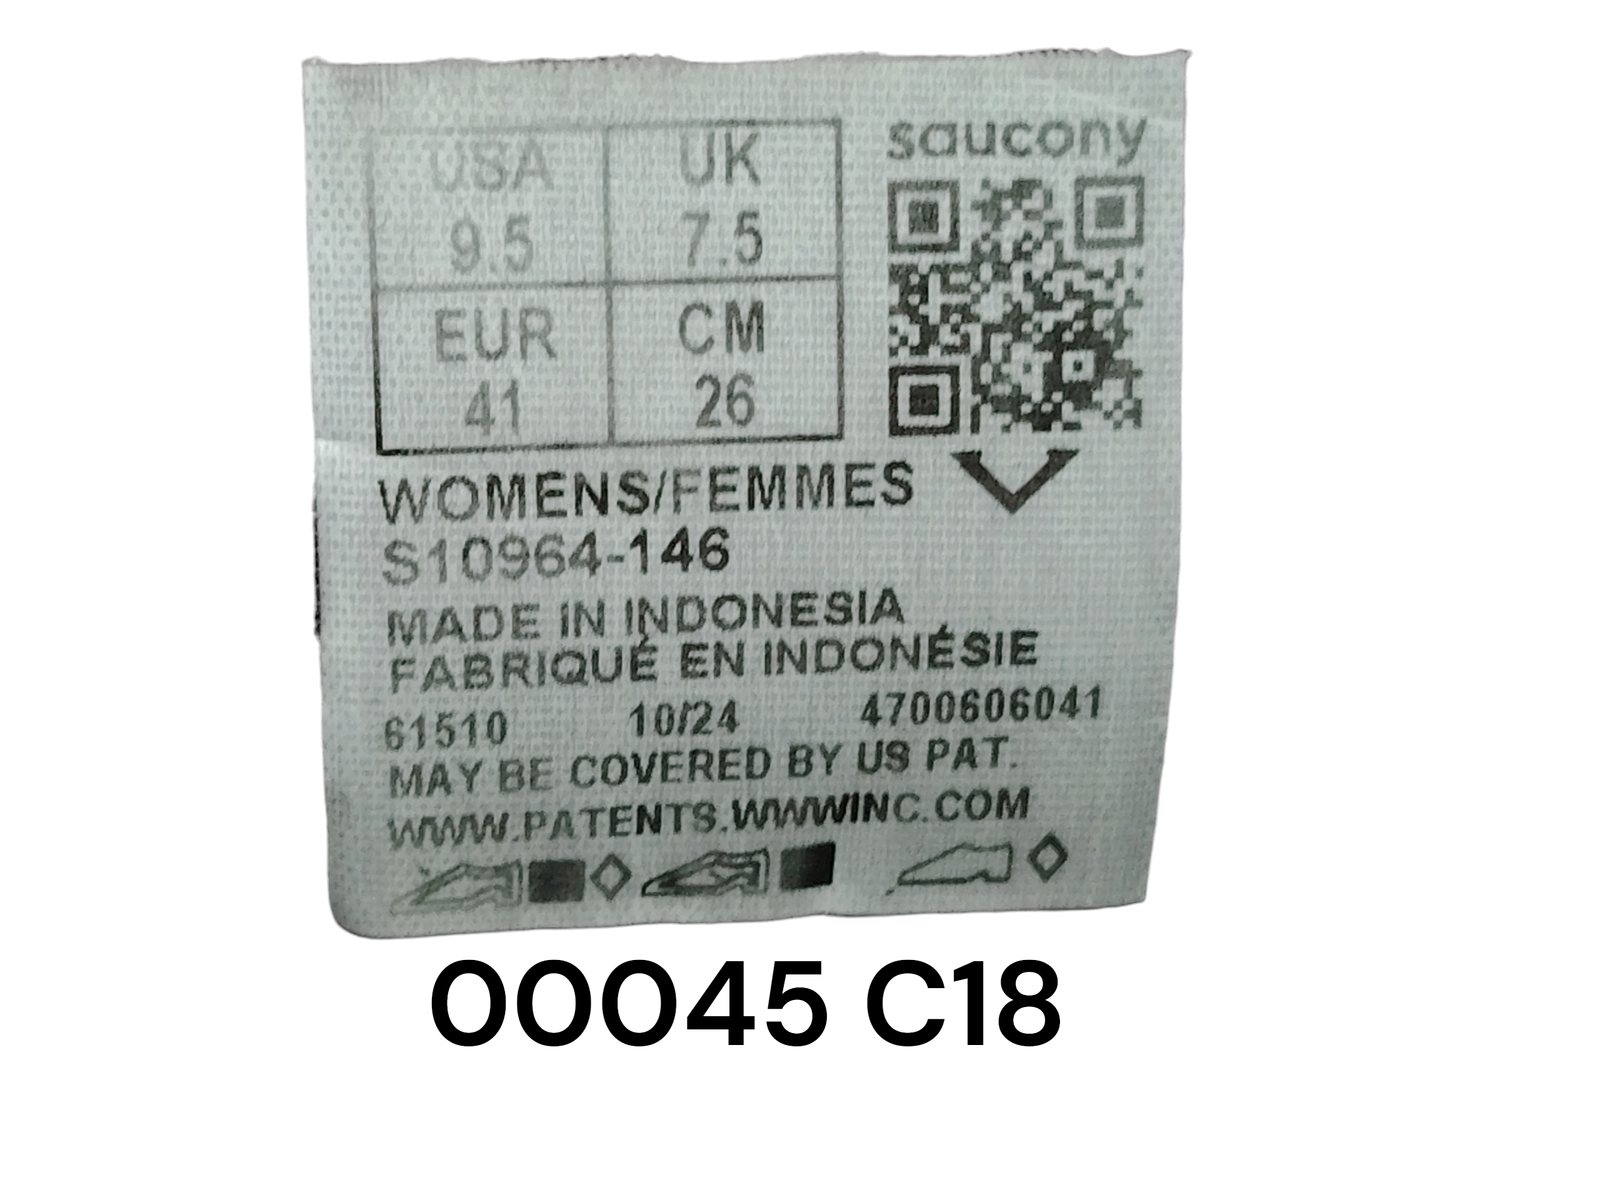 USA UK
9.5 7.5
EUR CM
41 26
saucony
WOMENS/FEMMES
S10964-146
MADE IN INDONESIA
FABRIQUÉ EN INDONÉSIE
61510 10/24 4700606041
MAY BE COVERED BY US PAT.
WWW.PATENTS.WWWINC.COM
00045 C18